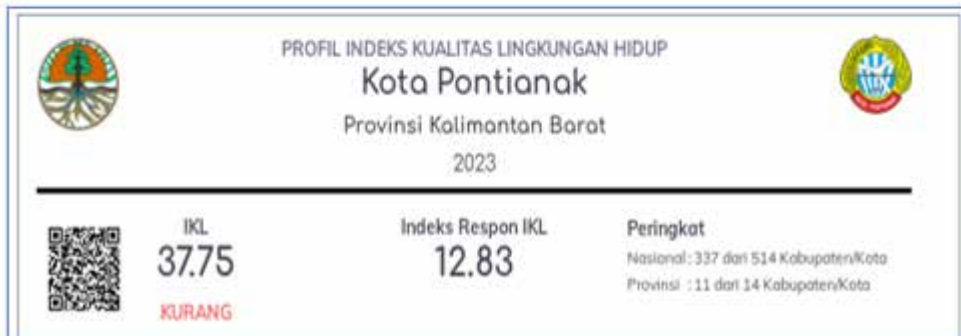 PROFIL INDEKS KUALITAS LINGKUNGAN HIDUP
Kota Pontianak
Provinsi Kalimantan Barat
2023
IKL
37.75
KURANG
Indeks Respon IKL
12.83
Peringkat
Nasional : 337 dari 514 Kabupaten/Kota
Provinsi : 11 dari 14 Kabupaten/Kota